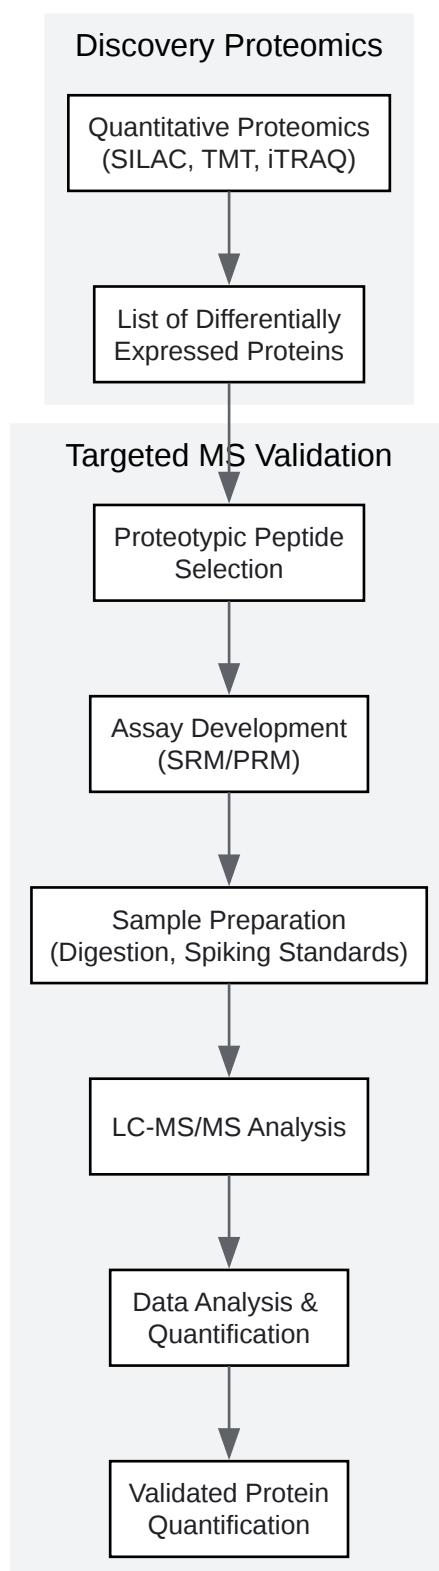 Discovery Proteomics
Quantitative Proteomics
(SILAC, TMT, iTRAQ)
List of Differentially
Expressed Proteins
Targeted MS Validation
Proteotypic Peptide
Selection
Assay Development
(SRM/PRM)
Sample Preparation
(Digestion, Spiking Standards)
LC-MS/MS Analysis
Data Analysis &
Quantification
Validated Protein
Quantification